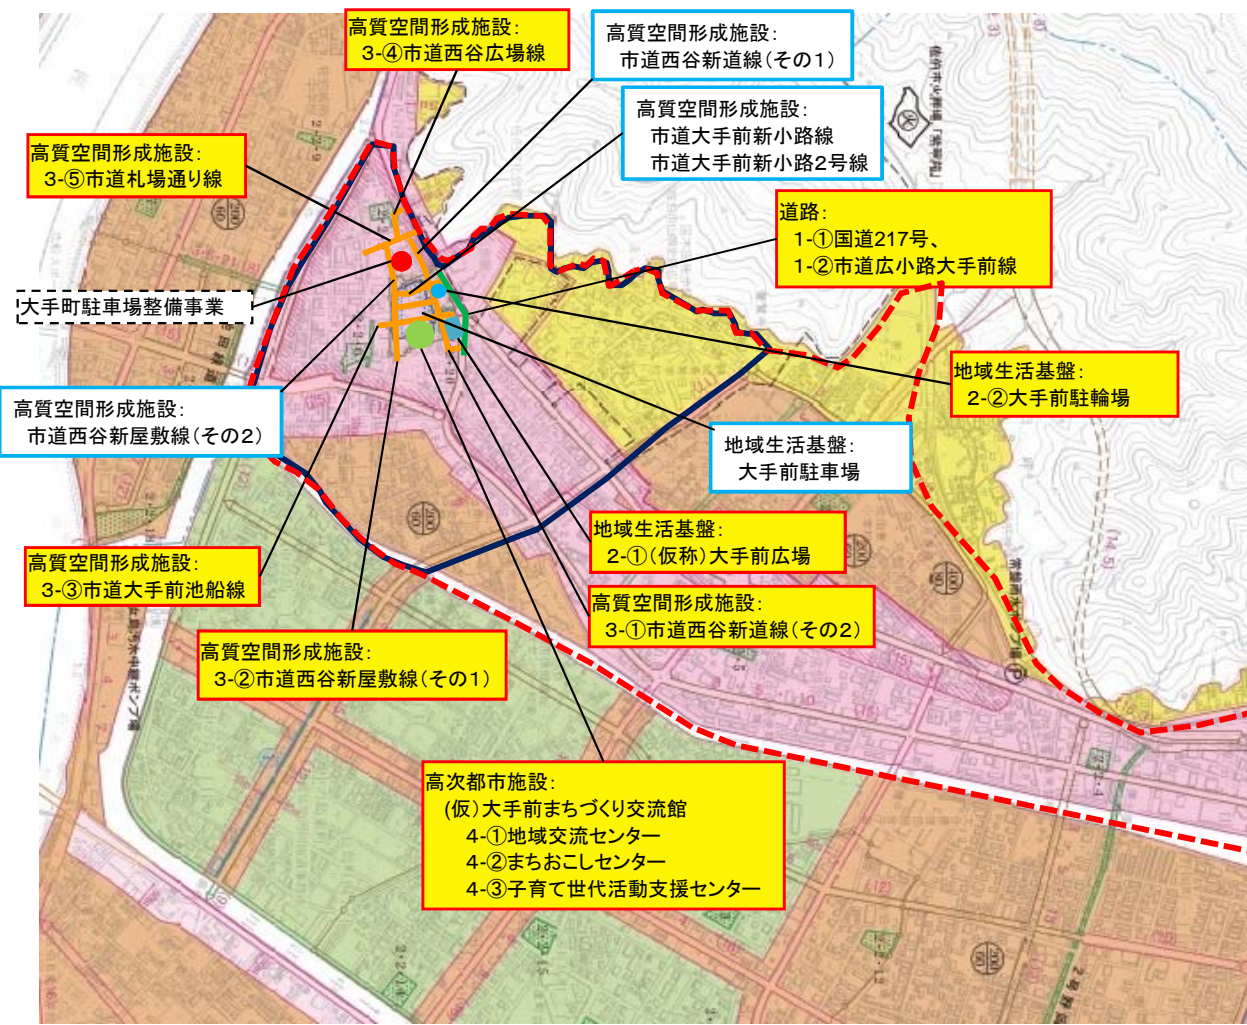 高質空間形成施設：
3-④市道西谷広場線
高質空間形成施設：
市道西谷新道線（その１）
高質空間形成施設：
市道大手前新小路線
市道大手前新小路２号線
高質空間形成施設：
3-⑤市道札場通り線
道路：
1-①国道217号、
1-②市道広小路大手前線
大手町駐車場整備事業
地域生活基盤：
2-②大手前駐輪場
高質空間形成施設：
市道西谷新屋敷線（その２）
地域生活基盤：
大手前駐車場
地域生活基盤：
2-①（仮称）大手前広場
高質空間形成施設：
3-③市道大手前池船線
高質空間形成施設：
3-①市道西谷新道線（その２）
高質空間形成施設：
3-②市道西谷新屋敷線（その１）
高次都市施設：
(仮）大手前まちづくり交流館
4-①地域交流センター
4-②まちおこしセンター
4-③子育て世代活動支援センター
2・2・9
2・2・15
2・2・14
2・2・12
200
60